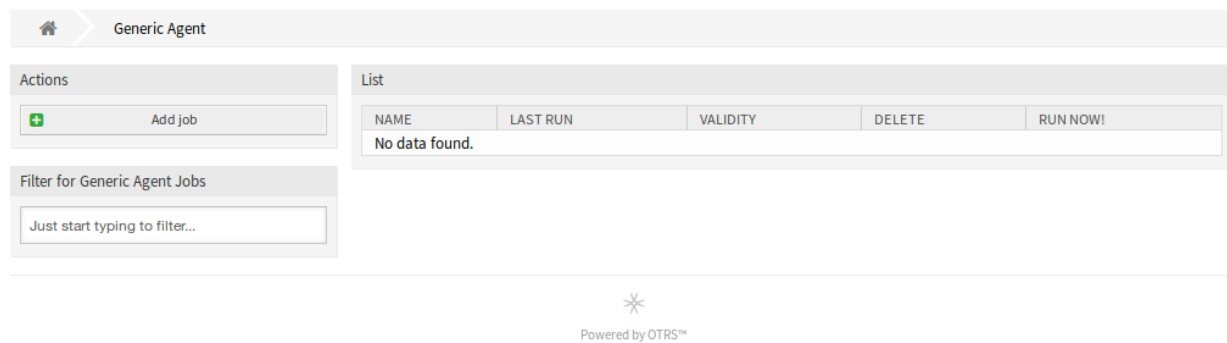 Generic Agent
Actions
Add job
Filter for Generic Agent Jobs
Just start typing to filter...
List
NAME LAST RUN VALIDITY DELETE RUN NOW!
No data found.
Powered by OTRS™